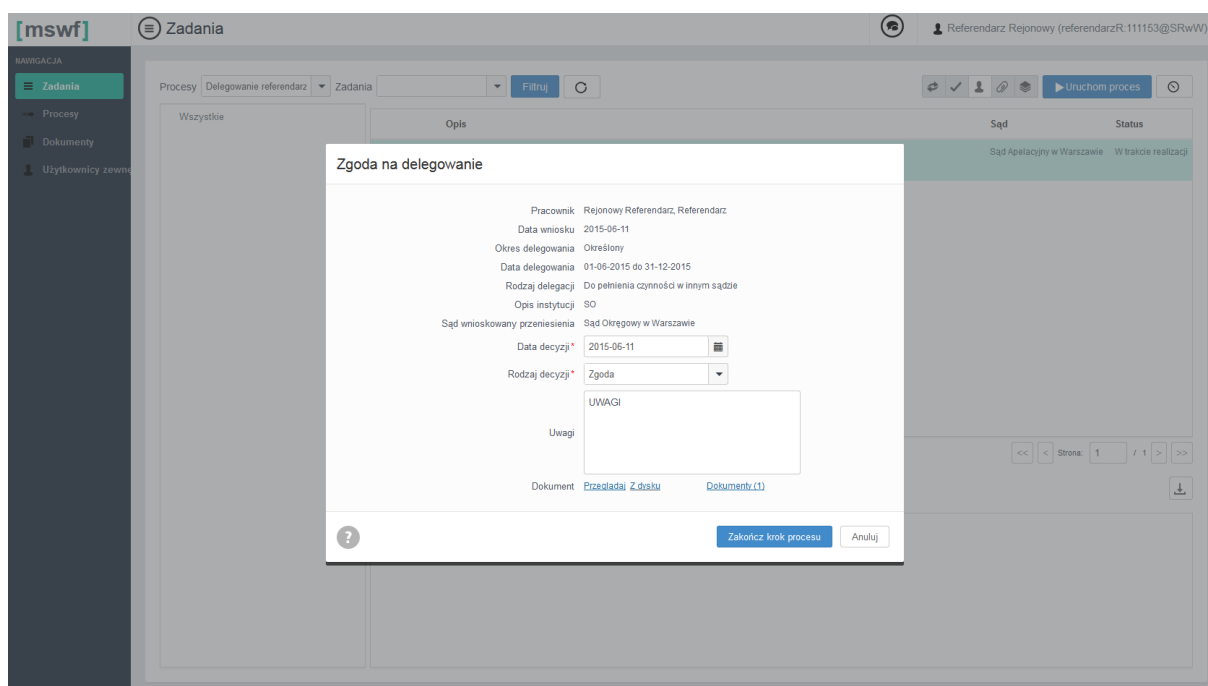 [mswf]
Zadania
Referendarz Rejonowy (referendarzR:111153@SRwW)
NAWIGACJA
Zadania
Procesy
Dokumenty
Użytkownicy zewnę
Procesy Delegowanie referendarz Zadania Filtruj
Uruchom proces
Wszystkie
Opis Sąd Status
Sąd Apelacyjny w Warszawie W trakcie realizacji
Zgoda na delegowanie
Pracownik Rejonowy Referendarz, Referendarz
Data wniosku 2015-06-11
Okres delegowania Określony
Data delegowania 01-06-2015 do 31-12-2015
Rodzaj delegacji Do pełnienia czynności w innym sądzie
Opis instytucji SO
Sąd wnioskowany przeniesienia Sąd Okręgowy w Warszawie
Data decyzji* 2015-06-11
Rodzaj decyzji* Zgoda
Uwagi UWAGI
Dokument Przeglądaj Z dysku Dokumenty (1)
<< < Strona: 1 / 1 > >>
? Zakończ krok procesu Anuluj